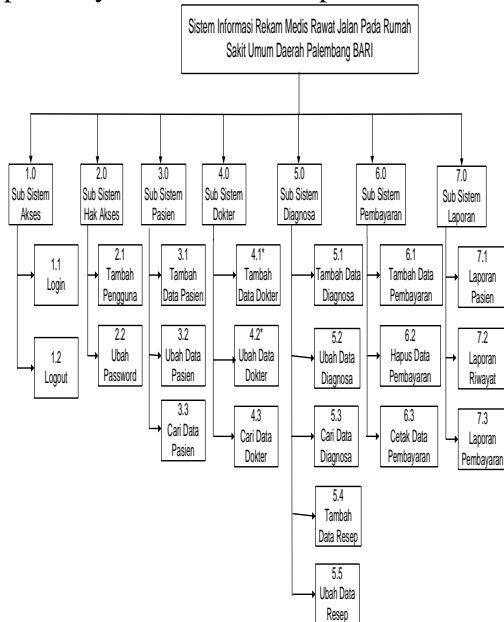 Sistem Informasi Rekam Medis Rawat Jalan Pada Rumah
Sakit Umum Daerah Palembang BARI
1.0
Sub Sistem
Akses
2.0
Sub Sistem
Hak Akses
3.0
Sub Sistem
Pasien
4.0
Sub Sistem
Dokter
5.0
Sub Sistem
Diagnosa
6.0
Sub Sistem
Pembayaran
7.0
Sub Sistem
Laporan
1.1
Login
1.2
Logout
2.1
Tambah
Pengguna
2.2
Ubah
Password
3.1
Tambah
Data Pasien
3.2
Ubah Data
Pasien
3.3
Cari Data
Pasien
4.1*
Tambah
Data Dokter
4.2*
Ubah Data
Dokter
4.3
Cari Data
Dokter
5.1
Tambah Data
Diagnosa
5.2
Ubah Data
Diagnosa
5.3
Cari Data
Diagnosa
5.4
Tambah
Data Resep
5.5
Ubah Data
Resep
6.1
Tambah Data
Pembayaran
6.2
Hapus Data
Pembayaran
6.3
Cetak Data
Pembayaran
7.1
Laporan
Pasien
7.2
Laporan
Riwayat
7.3
Laporan
Pembayaran